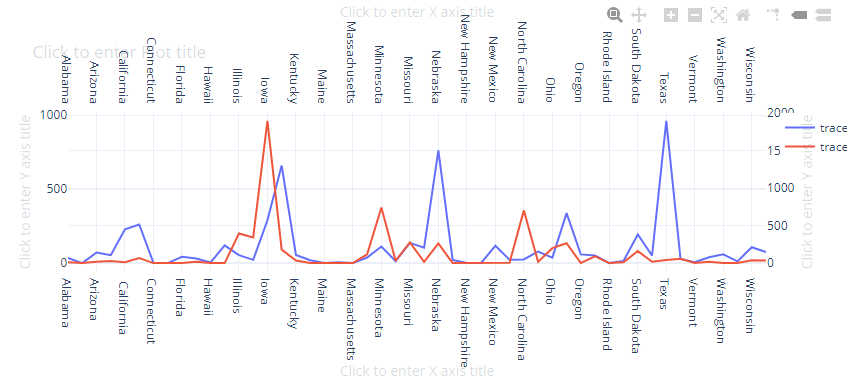 Click to enter X axis title
Click to enter Plot title
Alabama
Arizona
California
Connecticut
Florida
Hawaii
Illinois
Iowa
Kentucky
Maine
Massachusetts
Minnesota
Missouri
Nebraska
New Hampshire
New Mexico
North Carolina
Ohio
Oregon
Rhode Island
South Dakota
Texas
Vermont
Washington
Wisconsin
Click to enter Y axis title
1000
500
0
2000
15
1000
500
0
trace
trace
Click to enter Y axis title
Alabama
Arizona
California
Connecticut
Florida
Hawaii
Illinois
Iowa
Kentucky
Maine
Massachusetts
Minnesota
Missouri
Nebraska
New Hampshire
New Mexico
North Carolina
Ohio
Oregon
Rhode Island
South Dakota
Texas
Vermont
Washington
Wisconsin
Click to enter X axis title